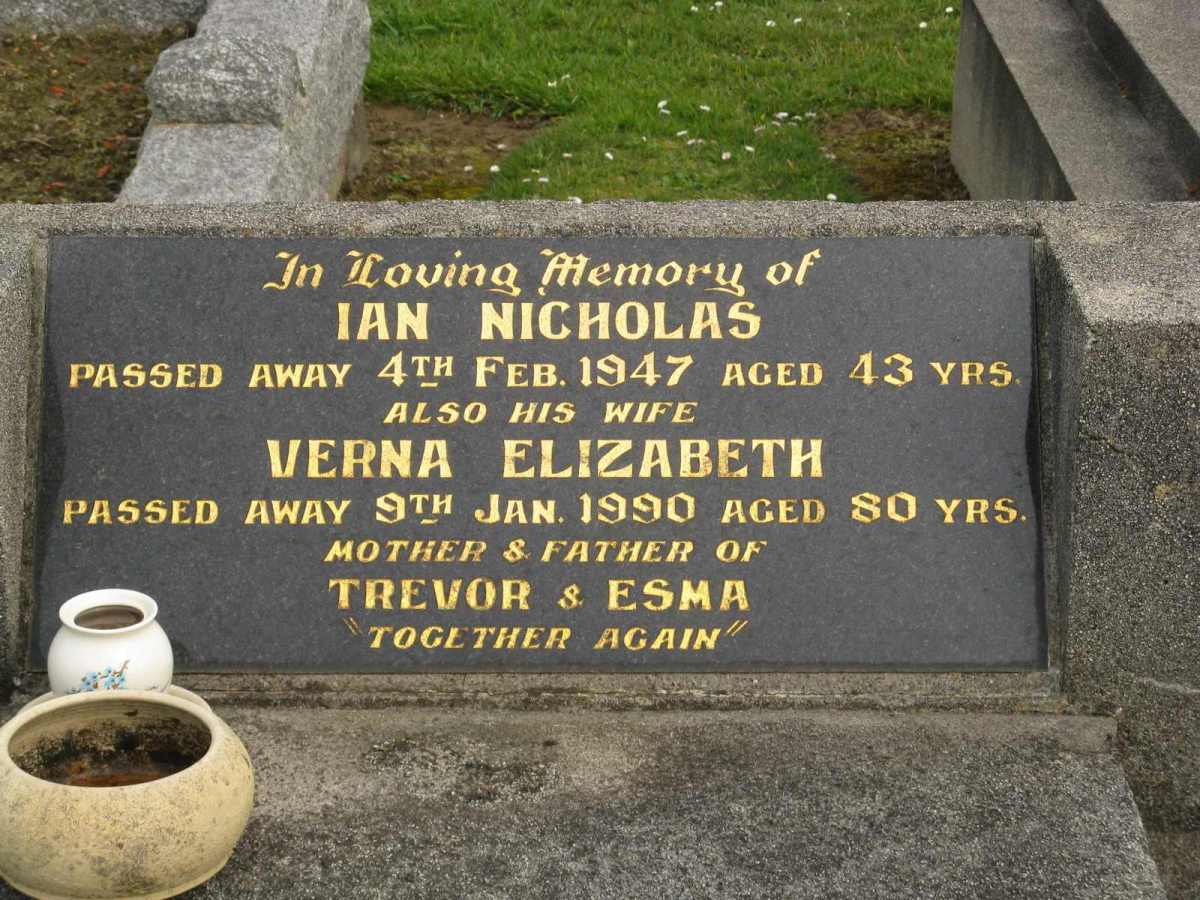 In Loving Memory of
IAN NICHOLAS
PASSED AWAY 4TH FEB. 1947 AGED 43 YRS.
ALSO HIS WIFE
VERNA ELIZABETH
PASSED AWAY 9TH JAN. 1990 AGED 80 YRS.
MOTHER & FATHER OF
TREVOR & ESMA
"TOGETHER AGAIN"